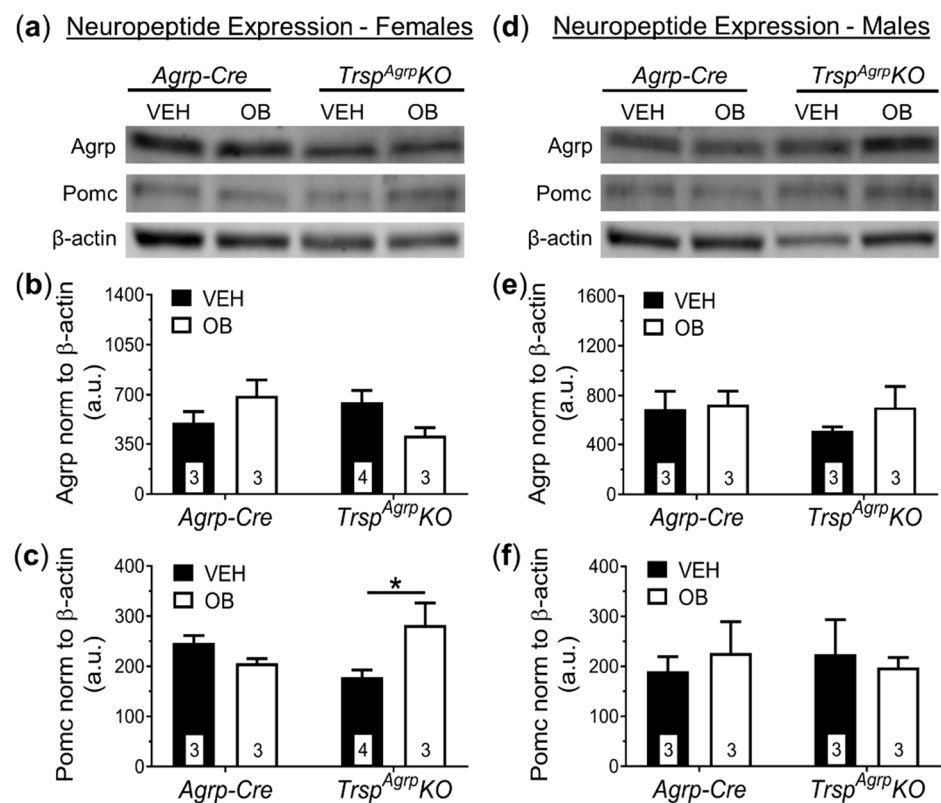 (a) Neuropeptide Expression - Females
Agrp-Cre TrspᴬᵍʳᵖKO
VEH OB VEH OB
Agrp
Pomc
β-actin
(b)
1400
1050
700
350
0
Agrp norm to β-actin
(a.u.)
VEH
OB
3 3 4 3
Agrp-Cre TrspᴬᵍʳᵖKO
(c)
400
300
200
100
0
Pomc norm to β-actin
(a.u.)
VEH
OB
*
3 3 4 3
Agrp-Cre TrspᴬᵍʳᵖKO
(d) Neuropeptide Expression - Males
Agrp-Cre TrspᴬᵍʳᵖKO
VEH OB VEH OB
Agrp
Pomc
β-actin
(e)
1600
1200
800
400
0
Agrp norm to β-actin
(a.u.)
VEH
OB
3 3 3 3
Agrp-Cre TrspᴬᵍʳᵖKO
(f)
400
300
200
100
0
Pomc norm to β-actin
(a.u.)
VEH
OB
3 3 3 3
Agrp-Cre TrspᴬᵍʳᵖKO